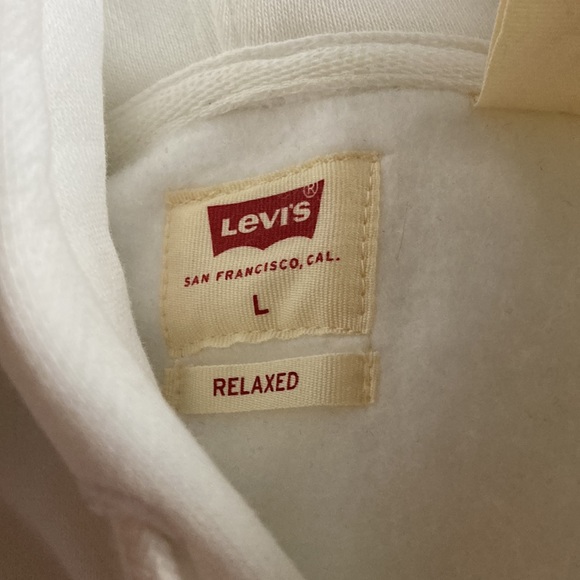 Levi's®
SAN FRANCISCO, CAL.
L
RELAXED